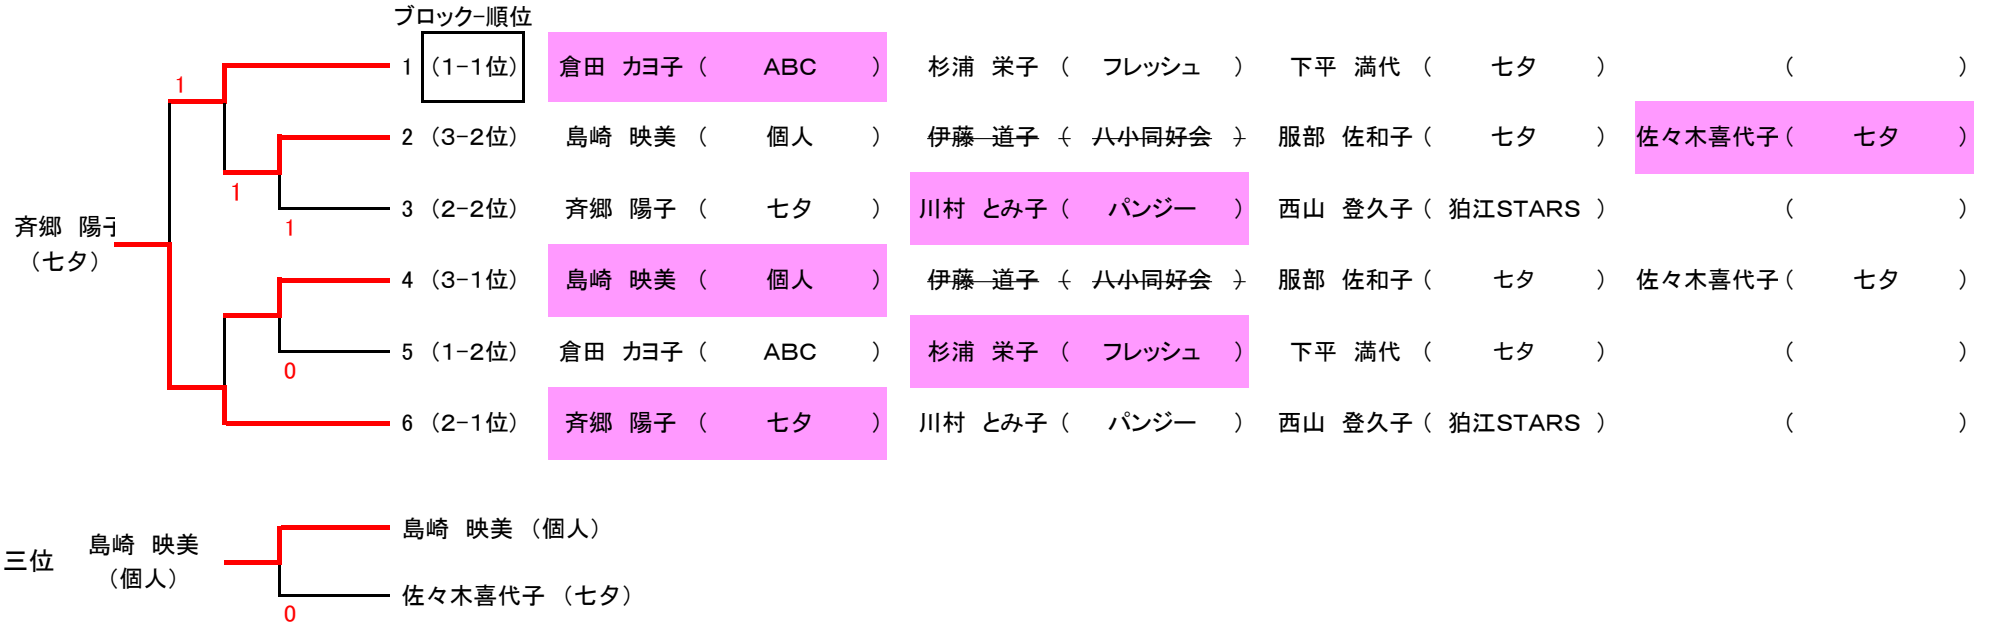 ブロック-順位
1 (1-1位) 倉田 カヨ子 ( ABC ) 杉浦 栄子 ( フレッシュ ) 下平 満代 ( 七夕 ) ( )
1
2 (3-2位) 島崎 映美 ( 個人 ) 伊藤 道子 ( 八小同好会 ) 服部 佐和子 ( 七夕 ) 佐々木喜代子 ( 七夕 )
1
3 (2-2位) 斉郷 陽子 ( 七夕 ) 川村 とみ子 ( パンジー ) 西山 登久子 ( 狛江STARS ) ( )
1
斉郷 陽子
(七夕)
4 (3-1位) 島崎 映美 ( 個人 ) 伊藤 道子 ( 八小同好会 ) 服部 佐和子 ( 七夕 ) 佐々木喜代子 ( 七夕 )
5 (1-2位) 倉田 カヨ子 ( ABC ) 杉浦 栄子 ( フレッシュ ) 下平 満代 ( 七夕 ) ( )
0
6 (2-1位) 斉郷 陽子 ( 七夕 ) 川村 とみ子 ( パンジー ) 西山 登久子 ( 狛江STARS ) ( )
島崎 映美 (個人)
三位 島崎 映美
(個人)
佐々木喜代子 (七夕)
0